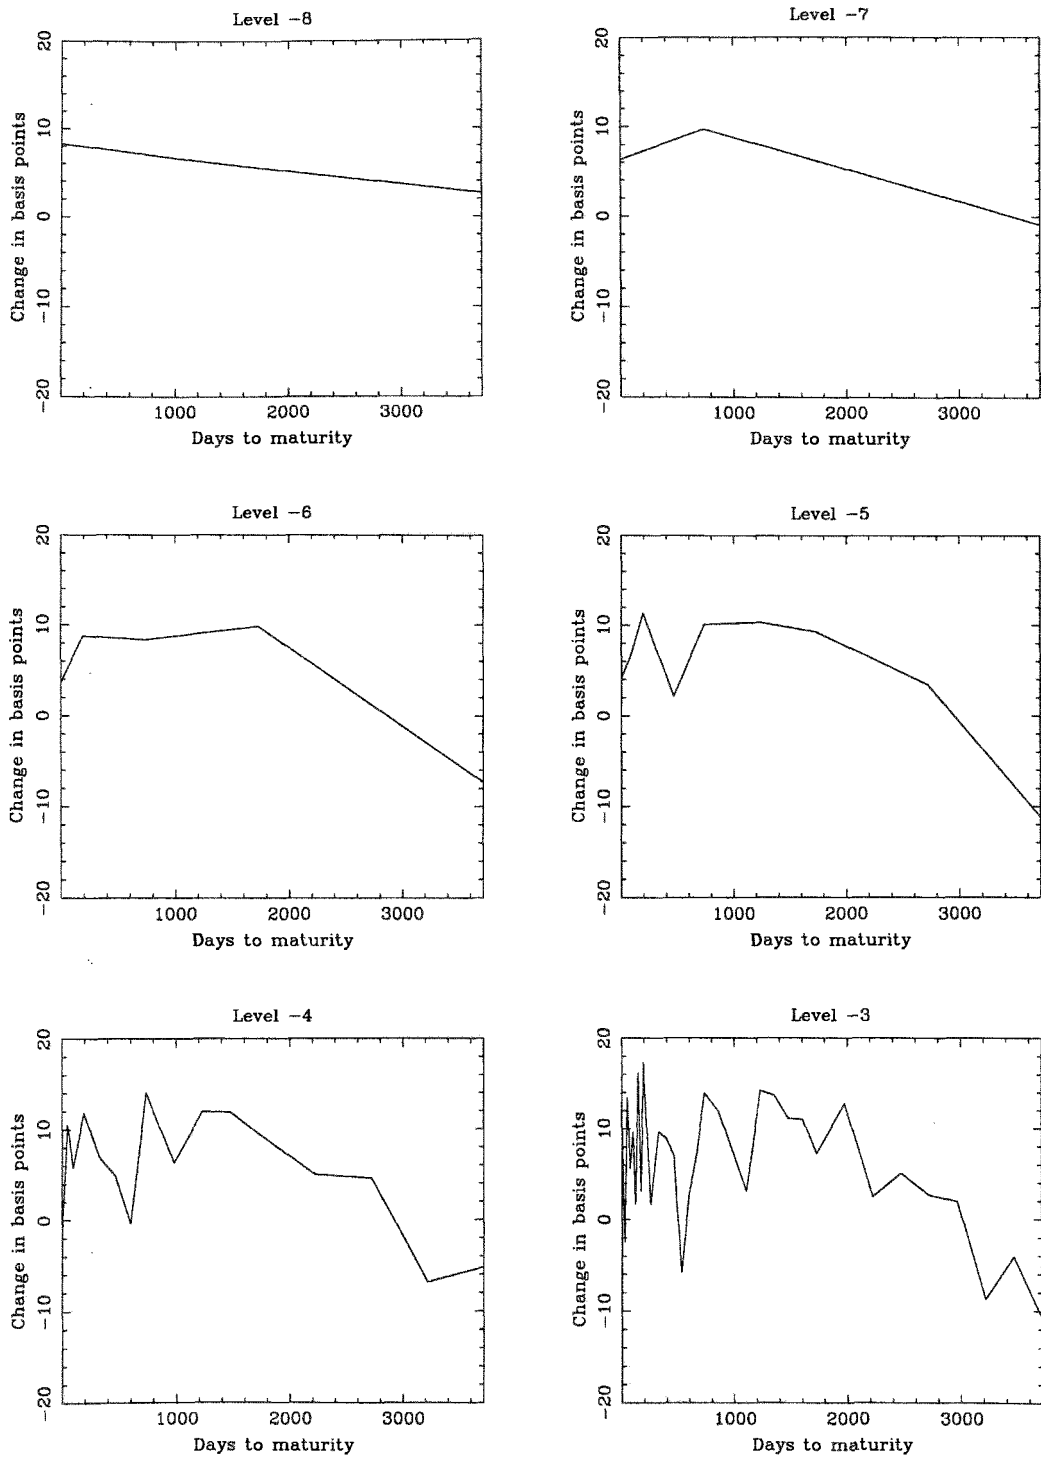 Level −8
Change in basis points
20
10
0
−10
−20
1000 2000 3000
Days to maturity
Level −7
Change in basis points
20
10
0
−10
−20
1000 2000 3000
Days to maturity
Level −6
Change in basis points
20
10
0
−10
−20
1000 2000 3000
Days to maturity
Level −5
Change in basis points
20
10
0
−10
−20
1000 2000 3000
Days to maturity
Level −4
Change in basis points
20
10
0
−10
−20
1000 2000 3000
Days to maturity
Level −3
Change in basis points
20
10
0
−10
−20
1000 2000 3000
Days to maturity